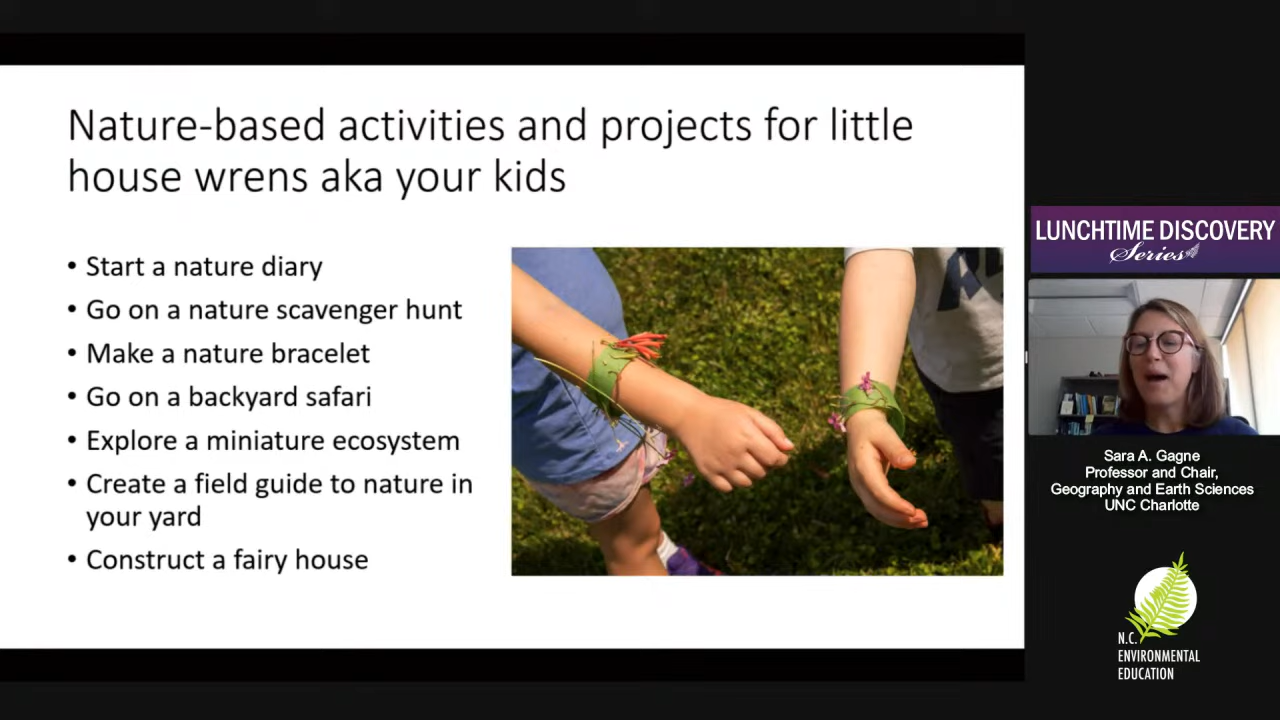 Nature-based activities and projects for little
house wrens aka your kids
• Start a nature diary
• Go on a nature scavenger hunt
• Make a nature bracelet
• Go on a backyard safari
• Explore a miniature ecosystem
• Create a field guide to nature in
your yard
• Construct a fairy house
LUNCHTIME DISCOVERY
Series
Sara A. Gagne
Professor and Chair,
Geography and Earth Sciences
UNC Charlotte
N.C.
ENVIRONMENTAL
EDUCATION